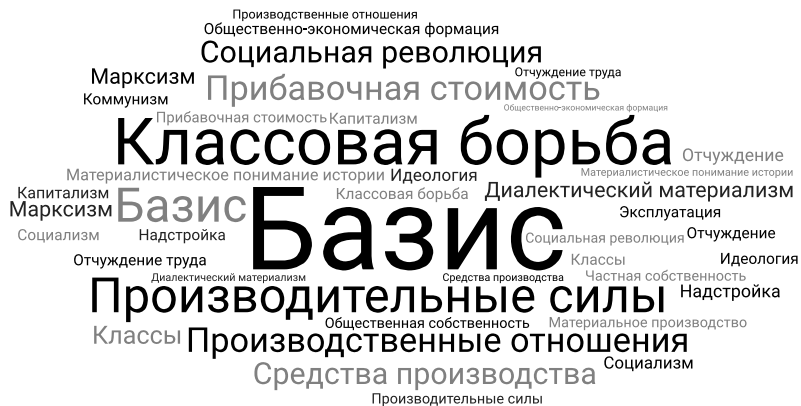 Производственные отношения
Общественно-экономическая формация
Социальная революция
Марксизм
Отчуждение труда
Прибавочная стоимость
Коммунизм
Общественно-экономическая формация
Прибавочная стоимость
Капитализм
Классовая борьба
Отчуждение
Материалистическое понимание истории
Идеология
Материалистическое понимание истории
Капитализм
Классовая борьба
Диалектический материализм
Марксизм
Базис
Базис
Эксплуатация
Социализм
Надстройка
Социальная революция
Отчуждение
Отчуждение труда
Классы
Идеология
Диалектический материализм
Средства производства
Частная собственность
Производительные силы
Надстройка
Общественная собственность
Материальное производство
Классы
Производственные отношения
Социализм
Средства производства
Производительные силы